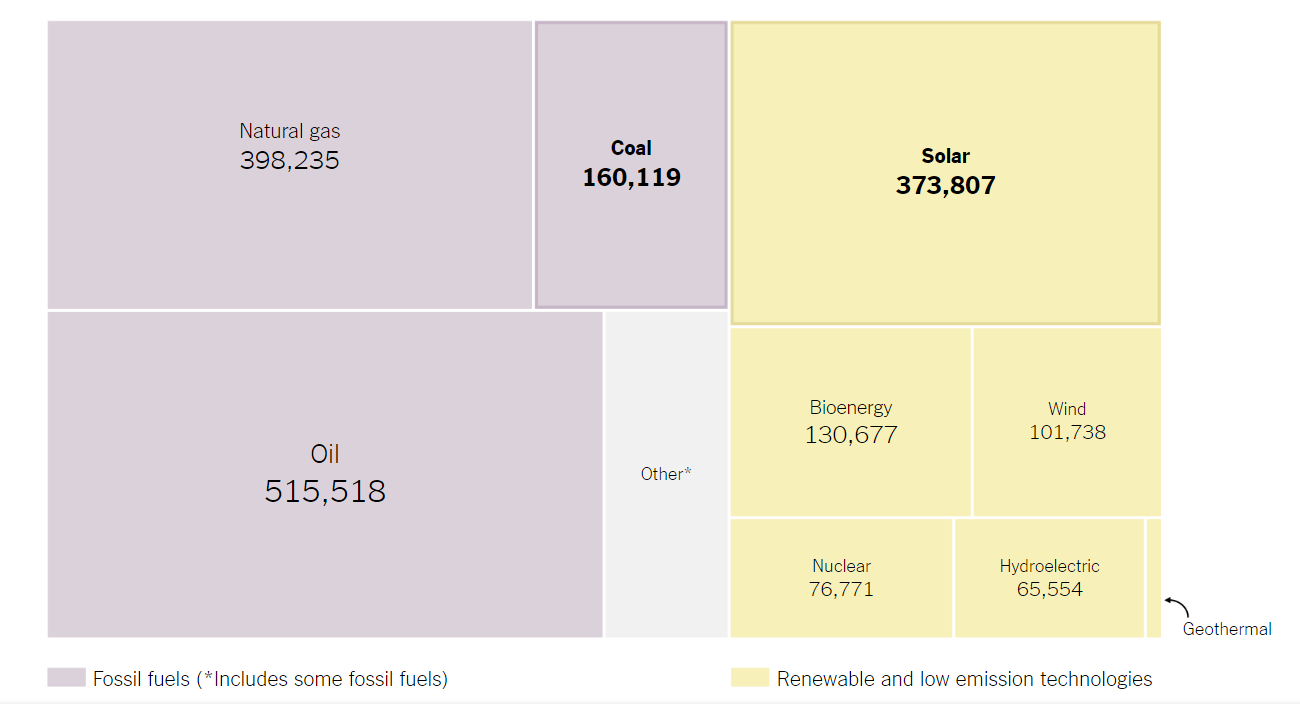 Natural gas
398,235
Coal
160,119
Solar
373,807
Oil
515,518
Other*
Bioenergy
130,677
Wind
101,738
Nuclear
76,771
Hydroelectric
65,554
Geothermal
Fossil fuels (*Includes some fossil fuels)
Renewable and low emission technologies